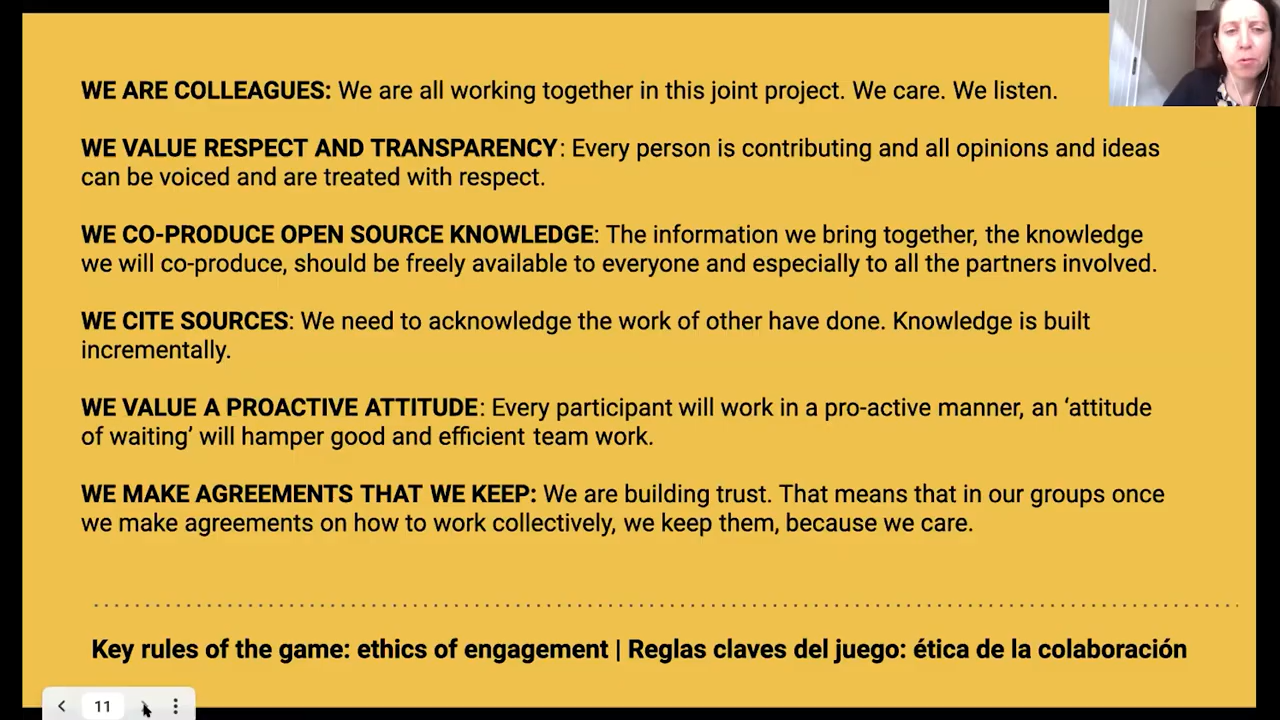 WE ARE COLLEAGUES: We are all working together in this joint project. We care. We listen.
WE VALUE RESPECT AND TRANSPARENCY: Every person is contributing and all opinions and ideas
can be voiced and are treated with respect.
WE CO-PRODUCE OPEN SOURCE KNOWLEDGE: The information we bring together, the knowledge
we will co-produce, should be freely available to everyone and especially to all the partners involved.
WE CITE SOURCES: We need to acknowledge the work of other have done. Knowledge is built
incrementally.
WE VALUE A PROACTIVE ATTITUDE: Every participant will work in a pro-active manner, an ‘attitude
of waiting’ will hamper good and efficient team work.
WE MAKE AGREEMENTS THAT WE KEEP: We are building trust. That means that in our groups once
we make agreements on how to work collectively, we keep them, because we care.
Key rules of the game: ethics of engagement | Reglas claves del juego: ética de la colaboración
11